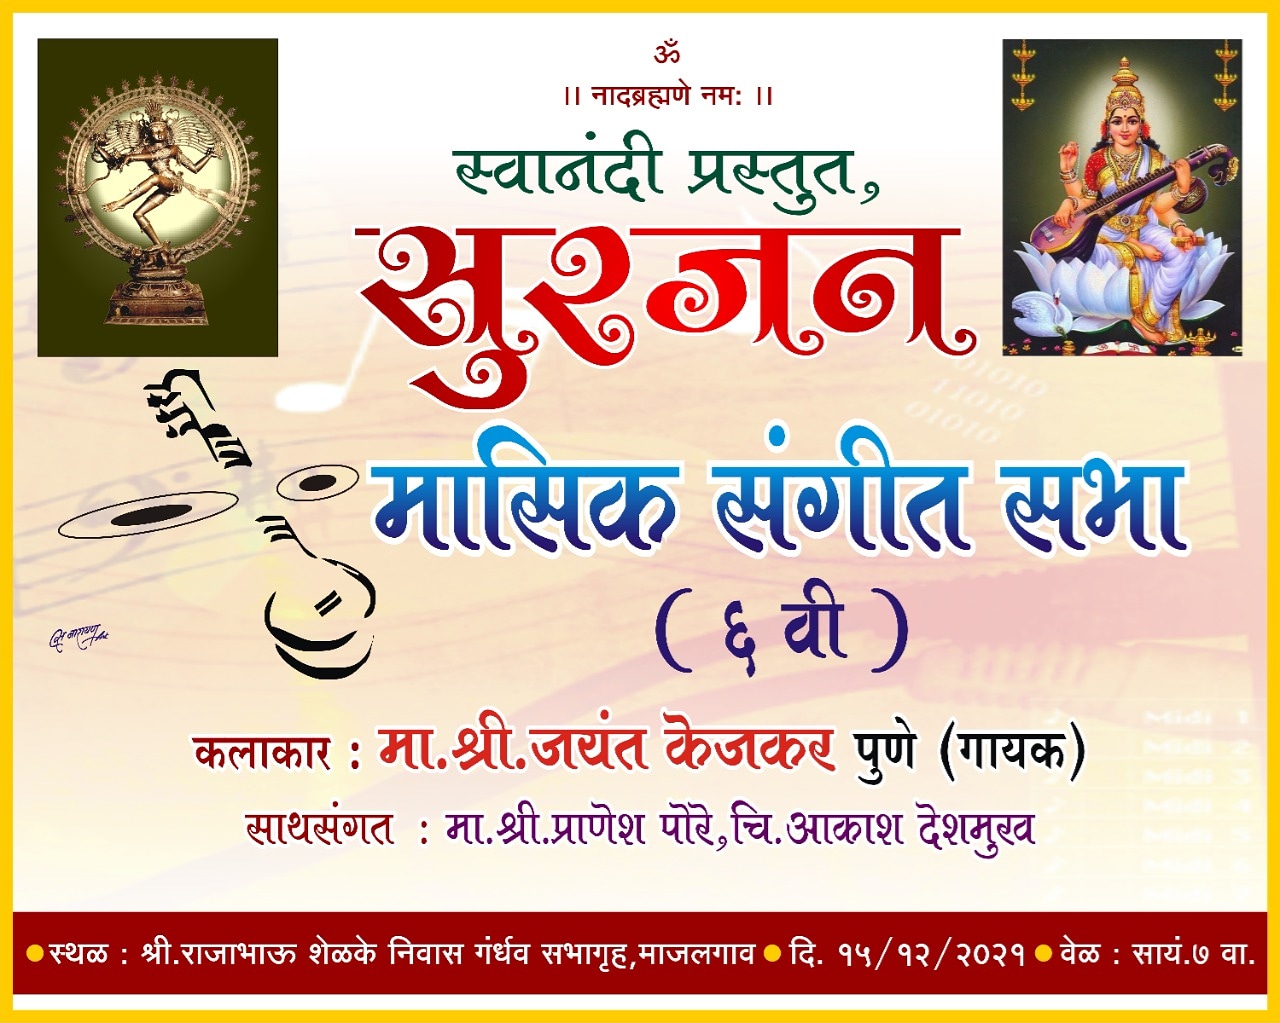 ॐ
।। नादब्रह्मणे नम: ।।
स्वानंदी प्रस्तुत,
सुरजन
मासिक संगीत सभा
( ६ वी )
कलाकार : मा.श्री.जयंत केजकर पुणे (गायक)
साथसंगत : मा.श्री.प्राणेश पोरे,चि.आकाश देशमुख
स्थळ : श्री.राजाभाऊ शेळके निवास गंर्धव सभागृह,माजलगाव ● दि. १५/१२/२०२१ ● वेळ : सायं.७ वा.